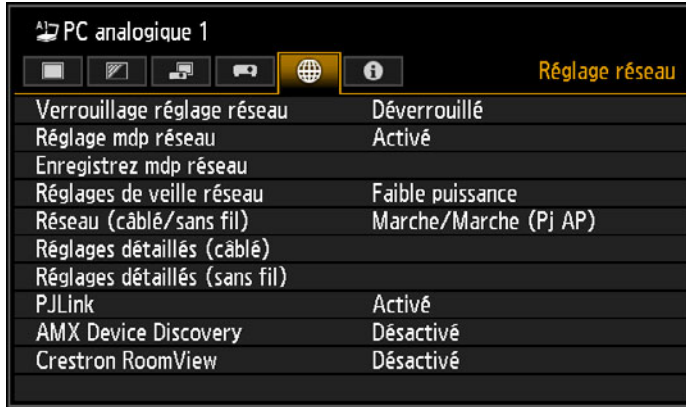 A1 PC analogique 1
Réglage réseau
Verrouillage réglage réseau Déverrouillé
Réglage mdp réseau Activé
Enregistrez mdp réseau
Réglages de veille réseau Faible puissance
Réseau (câblé/sans fil) Marche/Marche (Pj AP)
Réglages détaillés (câblé)
Réglages détaillés (sans fil)
PJLink Activé
AMX Device Discovery Désactivé
Crestron RoomView Désactivé